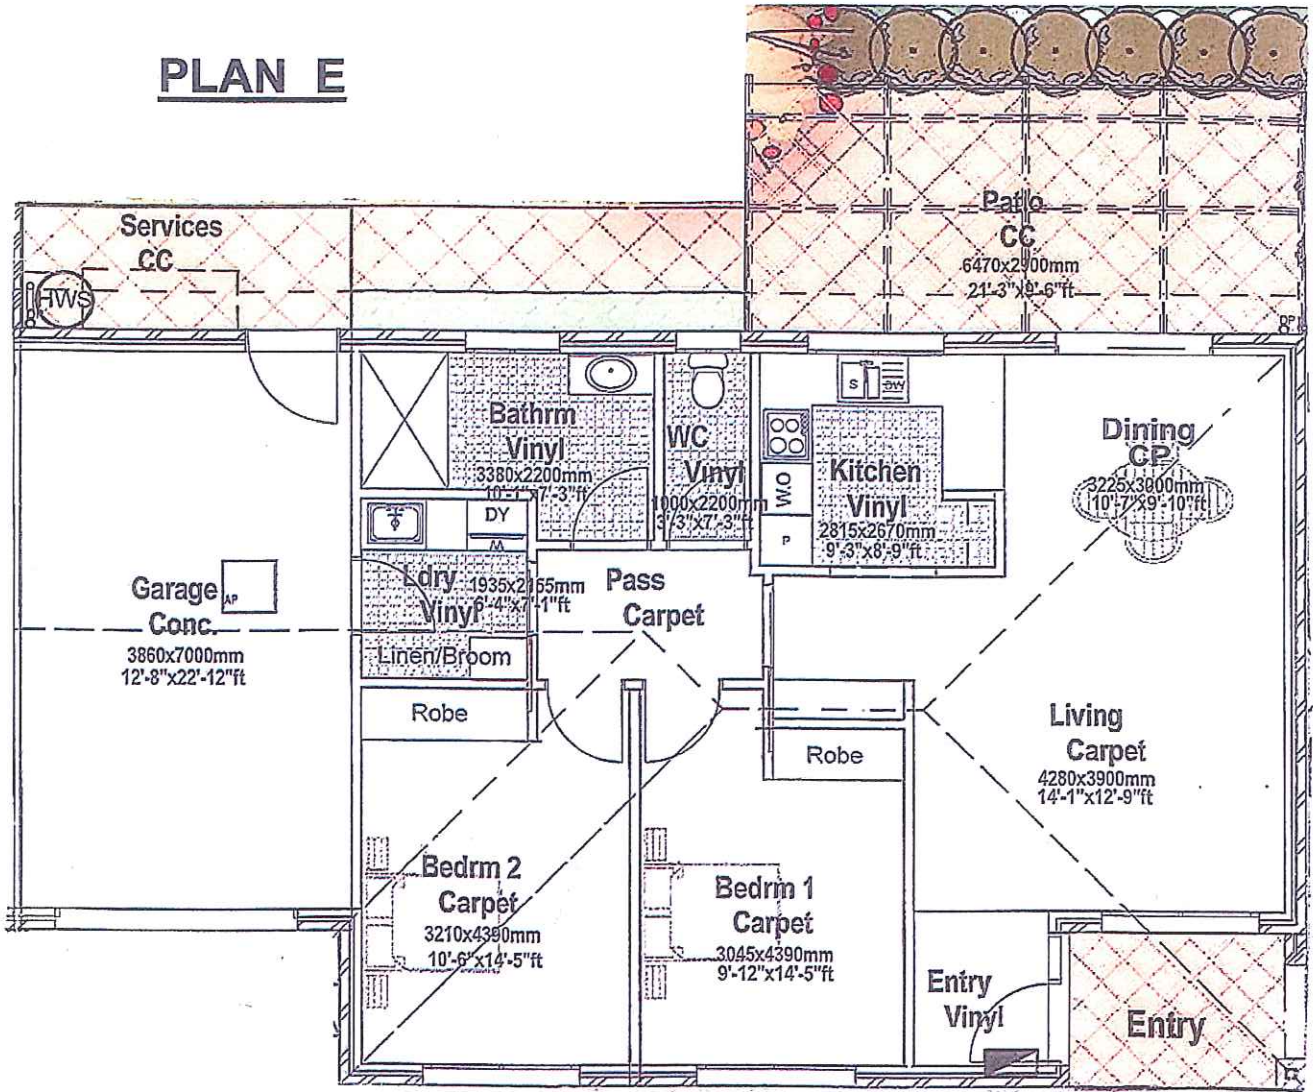 PLAN E
Services
CC
HWS
Patio
CC
6470x2900mm
21'-3"x9'-6"ft
DP
Bathrm
Vinyl
3380x2200mm
WC
Vinyl
1000x2200mm
3'-3"x7'-3"ft
S
DW
Kitchen
Vinyl
2815x2670mm
9'-3"x8'-9"ft
W.O
P
Dining
CP
3225x3000mm
10'-7"x9'-10"ft
DY
Ldry
Vinyl
Linen/Broom
Pass
Carpet
Garage
AP
Conc.
3860x7000mm
12'-8"x22'-12"ft
Robe
Robe
Living
Carpet
4280x3900mm
14'-1"x12'-9"ft
Bedrm 2
Carpet
3210x4390mm
10'-6"x14'-5"ft
Bedrm 1
Carpet
3045x4390mm
9'-12"x14'-5"ft
Entry
Vinyl
Entry